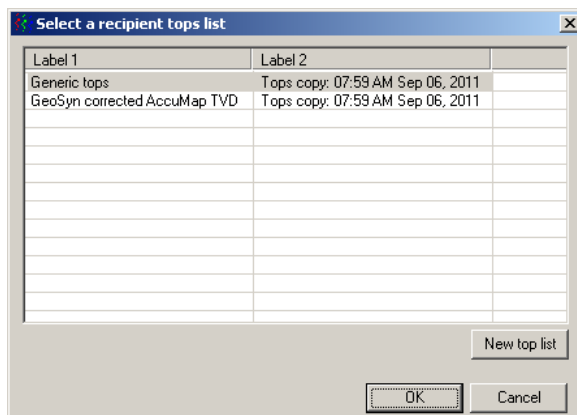 Select a recipient tops list
Label 1 Label 2
Generic tops Tops copy: 07:59 AM Sep 06, 2011
GeoSyn corrected AccuMap TVD Tops copy: 07:59 AM Sep 06, 2011
New top list
OK Cancel